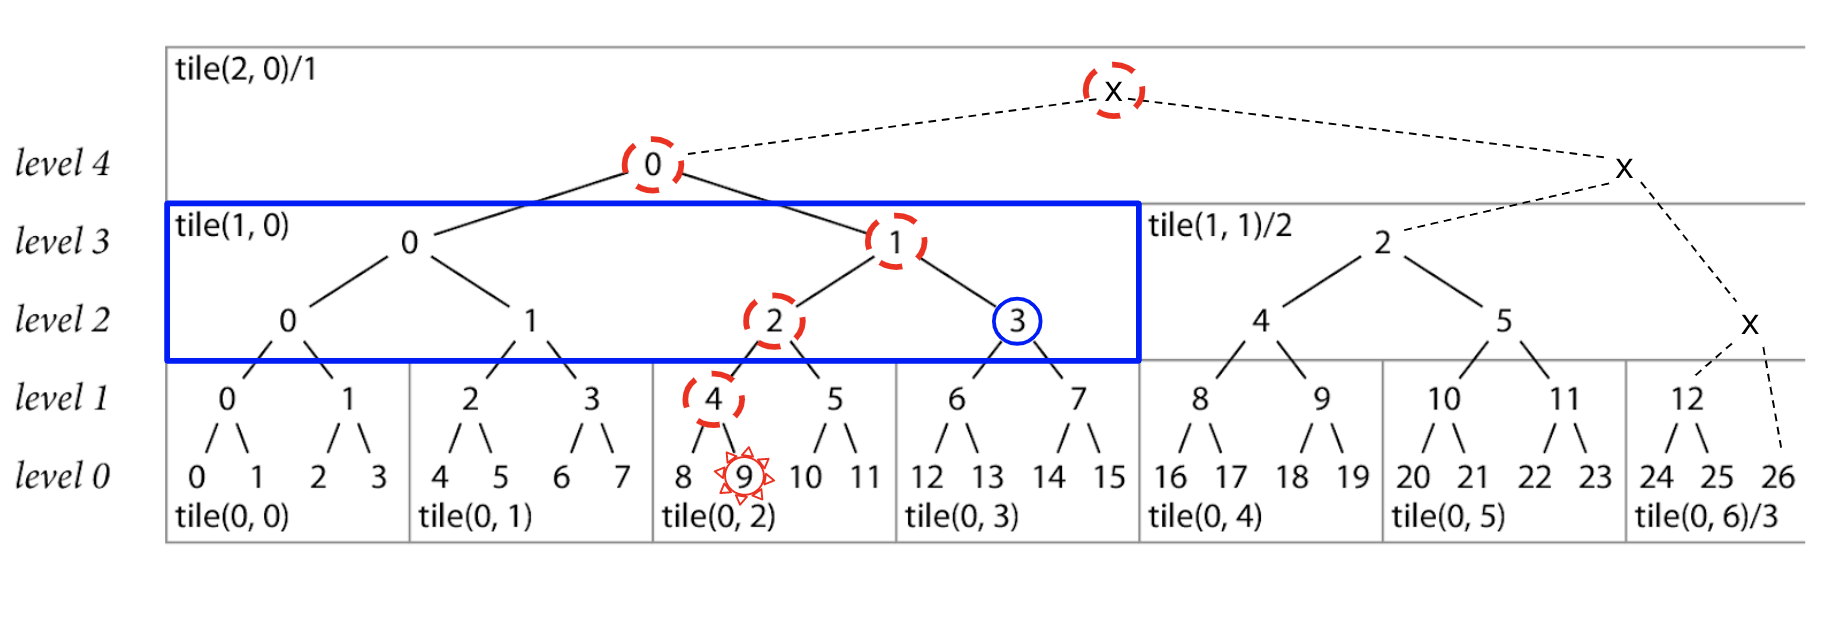 tile(2, 0)/1
x
level 4 0 x
tile(1, 0) tile(1, 1)/2
level 3 0 1 2
level 2 0 1 2 3 4 5 x
level 1 0 1 2 3 4 5 6 7 8 9 10 11 12
level 0 0 1 2 3 4 5 6 7 8 9 10 11 12 13 14 15 16 17 18 19 20 21 22 23 24 25 26
tile(0, 0) tile(0, 1) tile(0, 2) tile(0, 3) tile(0, 4) tile(0, 5) tile(0, 6)/3